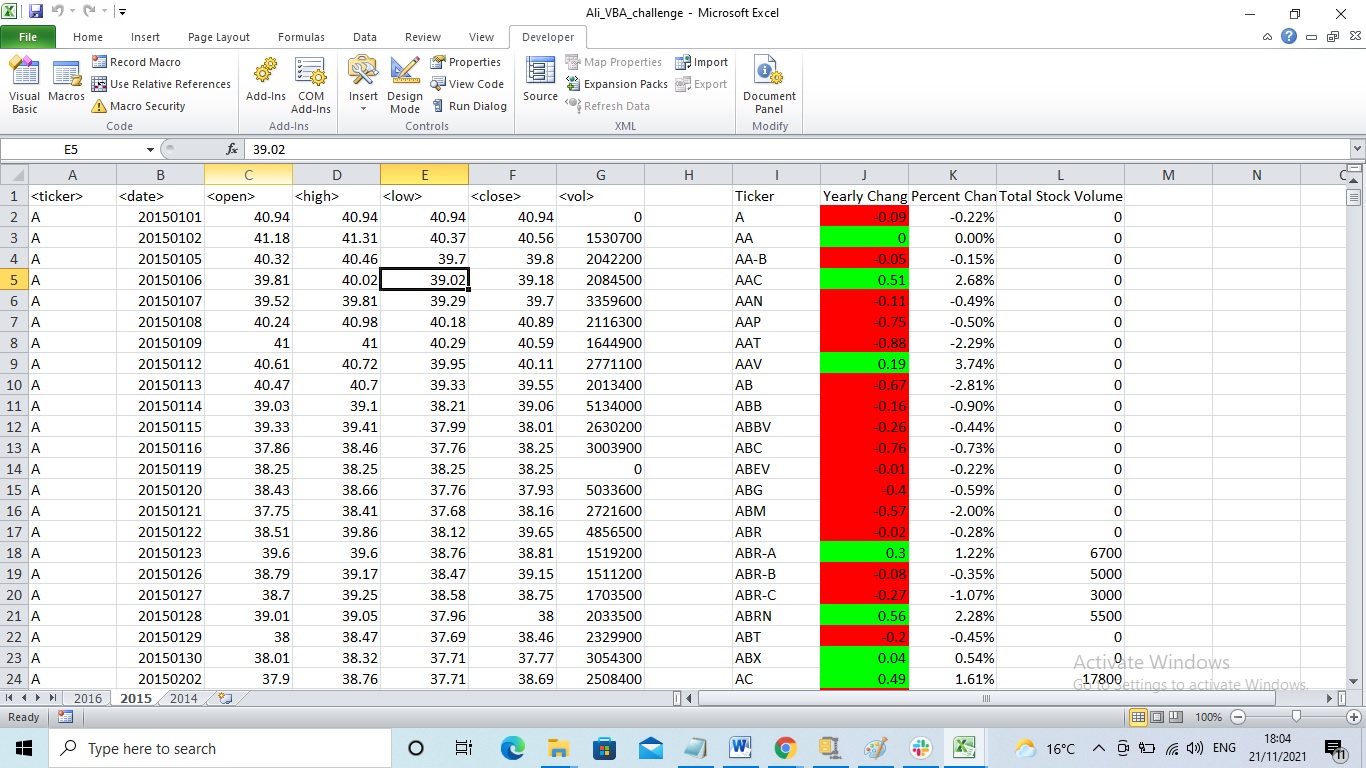 Ali_VBA_challenge - Microsoft Excel
File Home Insert Page Layout Formulas Data Review View Developer
Visual Basic
Macros
Record Macro
Use Relative References
Macro Security
Code
Add-Ins
COM Add-Ins
Add-Ins
Insert
Design Mode
Properties
View Code
Run Dialog
Controls
Source
Map Properties
Expansion Packs
Refresh Data
Import
Export
XML
Document Panel
Modify
E5 fx 39.02
A B C D E F G H I J K L M N
1 <ticker> <date> <open> <high> <low> <close> <vol> Ticker Yearly Chang Percent Chan Total Stock Volume
2 A 20150101 40.94 40.94 40.94 40.94 0 A -0.09 -0.22% 0
3 A 20150102 41.18 41.31 40.37 40.56 1530700 AA 0 0.00% 0
4 A 20150105 40.32 40.46 39.7 39.8 2042200 AA-B -0.05 -0.15% 0
5 A 20150106 39.81 40.02 39.02 39.18 2084500 AAC 0.51 2.68% 0
6 A 20150107 39.52 39.81 39.29 39.7 3359600 AAN -0.11 -0.49% 0
7 A 20150108 40.24 40.98 40.18 40.89 2116300 AAP -0.75 -0.50% 0
8 A 20150109 41 41 40.29 40.59 1644900 AAT -0.88 -2.29% 0
9 A 20150112 40.61 40.72 39.95 40.11 2771100 AAV 0.19 3.74% 0
10 A 20150113 40.47 40.7 39.33 39.55 2013400 AB -0.67 -2.81% 0
11 A 20150114 39.03 39.1 38.21 39.06 5134000 ABB -0.16 -0.90% 0
12 A 20150115 39.33 39.41 37.99 38.01 2630200 ABBV -0.26 -0.44% 0
13 A 20150116 37.86 38.46 37.76 38.25 3003900 ABC -0.76 -0.73% 0
14 A 20150119 38.25 38.25 38.25 38.25 0 ABEV -0.01 -0.22% 0
15 A 20150120 38.43 38.66 37.76 37.93 5033600 ABG -0.4 -0.59% 0
16 A 20150121 37.75 38.41 37.68 38.16 2721600 ABM -0.57 -2.00% 0
17 A 20150122 38.51 39.86 38.12 39.65 4856500 ABR -0.02 -0.28% 0
18 A 20150123 39.6 39.6 38.76 38.81 1519200 ABR-A 0.3 1.22% 6700
19 A 20150126 38.79 39.17 38.47 39.15 1511200 ABR-B -0.08 -0.35% 5000
20 A 20150127 38.7 39.25 38.58 38.75 1703500 ABR-C -0.27 -1.07% 3000
21 A 20150128 39.01 39.05 37.96 38 2033500 ABRN 0.56 2.28% 5500
22 A 20150129 38 38.47 37.69 38.46 2329900 ABT -0.2 -0.45% 0
23 A 20150130 38.01 38.32 37.71 37.77 3054300 ABX 0.04 0.54% 0
24 A 20150202 37.9 38.76 37.71 38.69 2508400 AC 0.49 1.61% 17800
Activate Windows
Go to Settings to activate Windows.
2016 2015 2014
Ready 100%
Type here to search 16°C ENG 18:04
21/11/2021 11